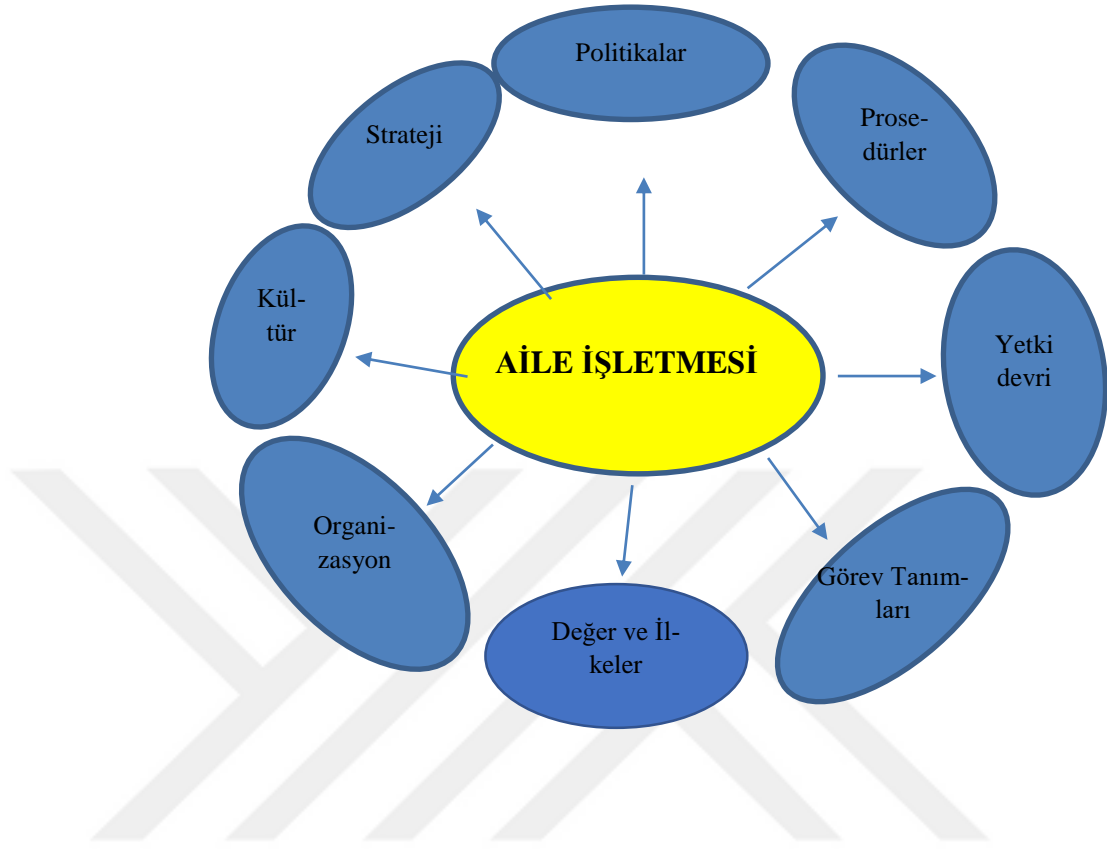 Politikalar
Prose-
dürler
Strateji
Kül-
tür
AİLE İŞLETMESİ
Yetki
devri
Organi-
zasyon
Görev Tanım-
ları
Değer ve İl-
keler